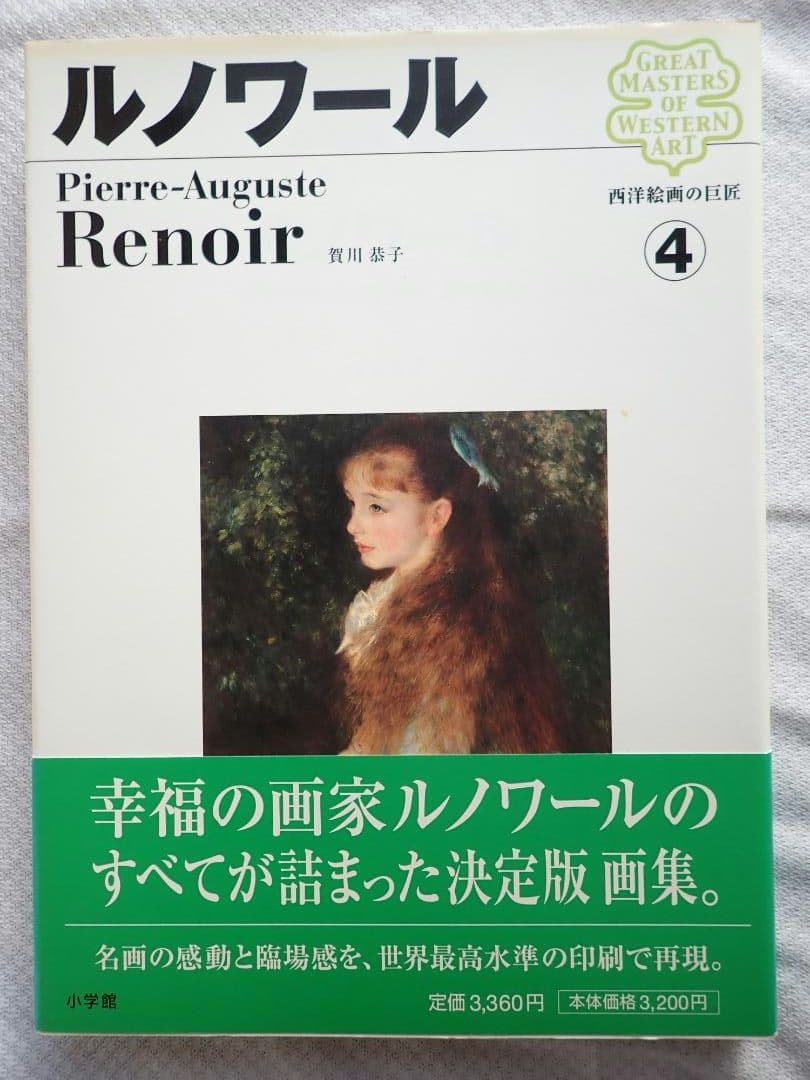 ルノワール
GREAT
MASTERS
OF
WESTERN
ART
Pierre-Auguste
Renoir
賀川 恭子
西洋絵画の巨匠
4
幸福の画家ルノワールの
すべてが詰まった決定版 画集。
名画の感動と臨場感を、世界最高水準の印刷で再現。
小学館
定価 3,360円 本体価格 3,200円